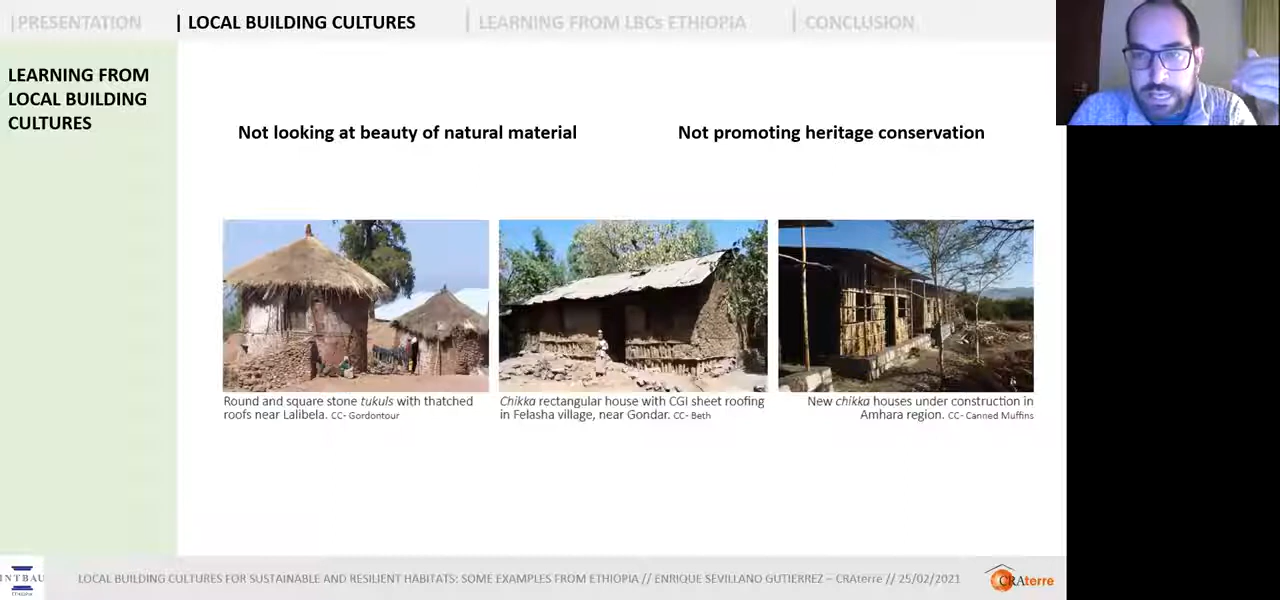 |PRESENTATION | LOCAL BUILDING CULTURES | LEARNING FROM LBCs ETHIOPIA | CONCLUSION
LEARNING FROM
LOCAL BUILDING
CULTURES
Not looking at beauty of natural material
Not promoting heritage conservation
Round and square stone tukuls with thatched
roofs near Lalibela. CC- Gordontour
Chikka rectangular house with CGI sheet roofing
in Felasha village, near Gondar. CC- Beth
New chikka houses under construction in
Amhara region. CC- Canned Muffins
INTBAU
LOCAL BUILDING CULTURES FOR SUSTAINABLE AND RESILIENT HABITATS: SOME EXAMPLES FROM ETHIOPIA // ENRIQUE SEVILLANO GUTIERREZ – CRAterre // 25/02/2021
CRAterre